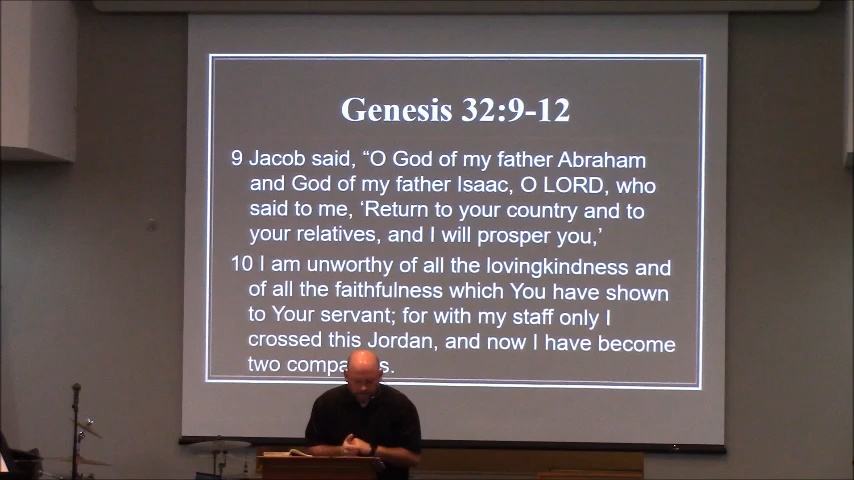 Genesis 32:9-12
9 Jacob said, “O God of my father Abraham
and God of my father Isaac, O LORD, who
said to me, ‘Return to your country and to
your relatives, and I will prosper you,’
10 I am unworthy of all the lovingkindness and
of all the faithfulness which You have shown
to Your servant; for with my staff only I
crossed this Jordan, and now I have become
two